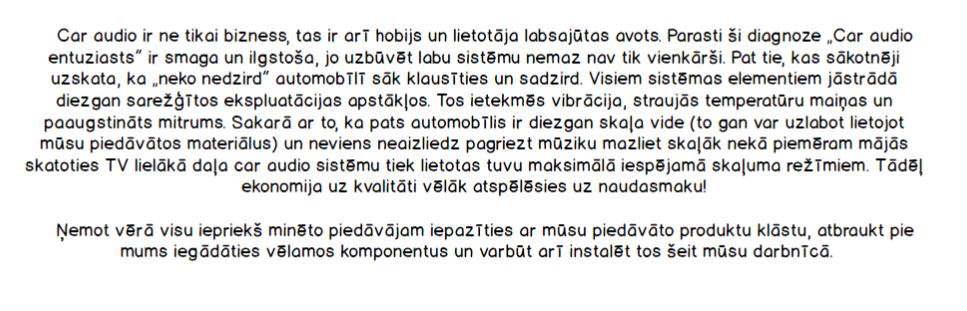 Car audio ir ne tikai bizness, tas ir arī hobijs un lietotāja labsajūtas avots. Parasti ši diagnoze „Car audio
entuziasts” ir smaga un ilgstoša, jo uzbūvēt labu sistēmu nemaz nav tik vienkārši. Pat tie, kas sākotnēji
uzskata, ka „neko nedzird” automobīlī sāk klausīties un sadzird. Visiem sistēmas elementiem jāstrādā
diezgan sarežģītos ekspluatācijas apstākļos. Tos ietekmēs vibrācija, straujās temperatūru maiņas un
paaugstināts mitrums. Sakarā ar to, ka pats automobīlis ir diezgan skaļa vide (to gan var uzlabot lietojot
mūsu piedāvātos materiālus) un neviens neaizliedz pagriezt mūziku mazliet skaļāk nekā piemēram mājās
skatoties TV lielākā daļa car audio sistēmu tiek lietotas tuvu maksimālā iespējamā skaļuma režīmiem. Tādēļ
ekonomija uz kvalitāti vēlāk atspēlēsies uz naudasmaku!
Ņemot vērā visu iepriekš minēto piedāvājam iepazīties ar mūsu piedāvāto produktu klāstu, atbraukt pie
mums iegādāties vēlamos komponentus un varbūt arī instalēt tos šeit mūsu darbnīcā.